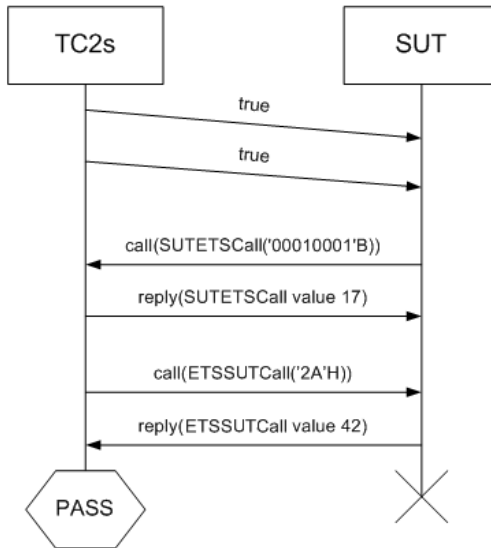 TC2s
SUT
true
true
call(SUTETSCall('00010001'B))
reply(SUTETSCall value 17)
call(ETSSUTCall('2A'H))
reply(ETSSUTCall value 42)
PASS